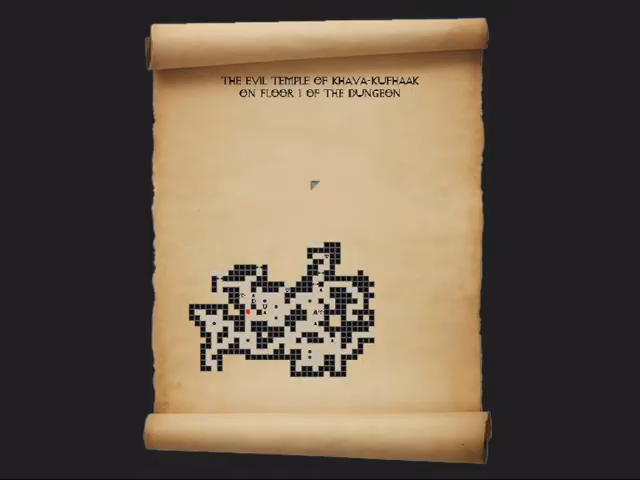 THE EVIL TEMPLE OF KHAVA-KUFHAAK
ON FLOOR 1 OF THE DUNGEON